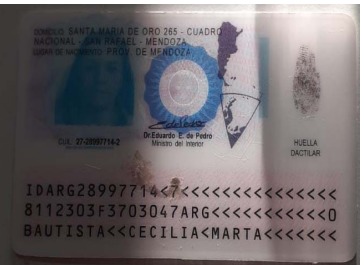 DOMICILIO: SANTA MARIA DE ORO 265 - CUADRO
NACIONAL - SAN RAFAEL - MENDOZA
LUGAR DE NACIMIENTO: PROV. DE MENDOZA
CUIL: 27-28997714-2
Dr. Eduardo E. de Pedro
Ministro del Interior
HUELLA
DACTILAR
IDARG28997714<7<<<<<<<<<<<<<<<
8112303F3703047ARG<<<<<<<<<<<0
BAUTISTA<<CECILIA<MARTA<<<<<<<